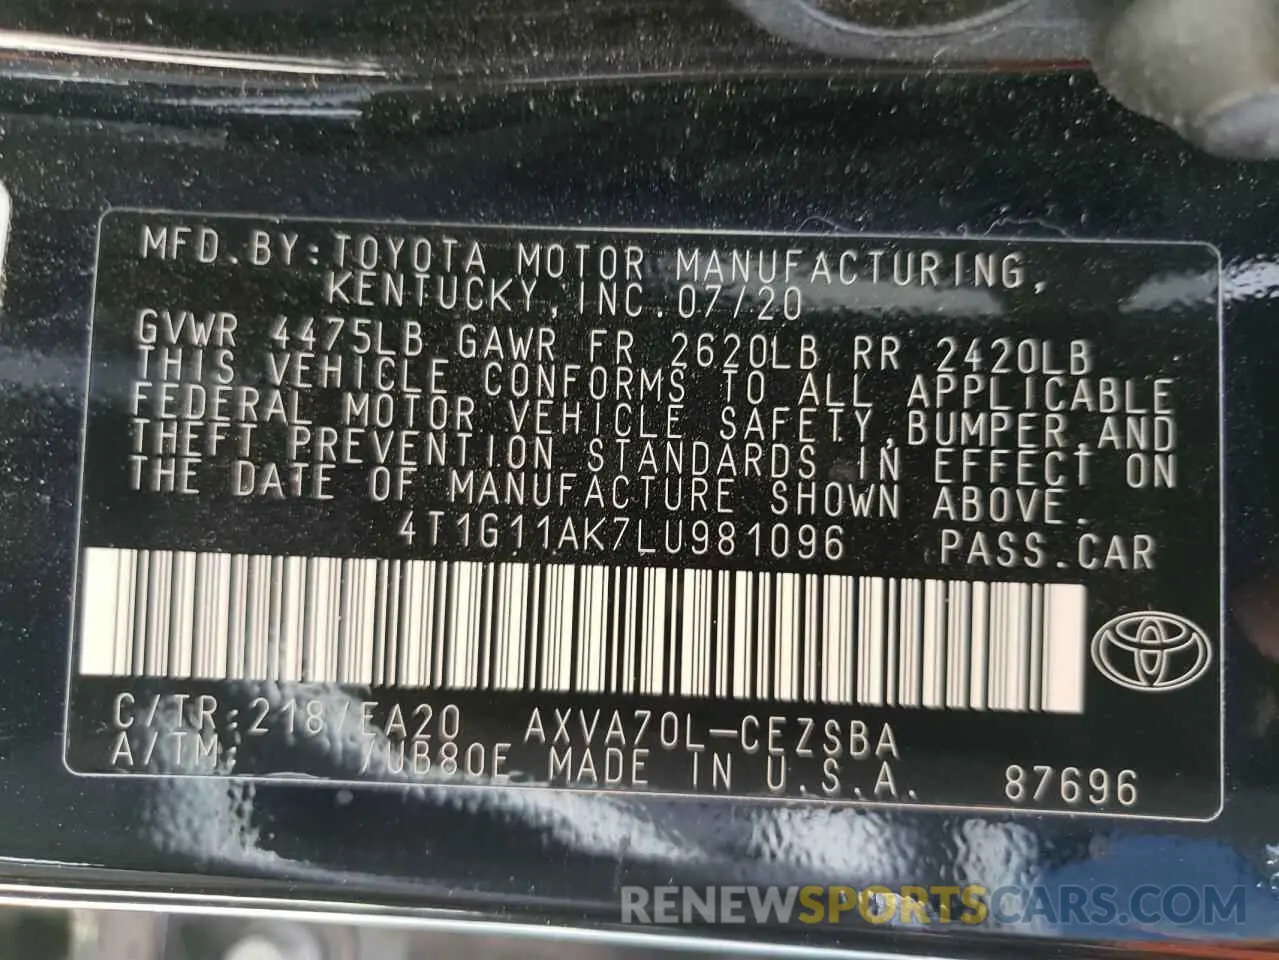 MFD.BY:TOYOTA MOTOR MANUFACTURING,
KENTUCKY,INC.07/20
GVWR 4475LB GAWR FR 2620LB RR 2420LB
THIS VEHICLE CONFORMS TO ALL APPLICABLE
FEDERAL MOTOR VEHICLE SAFETY,BUMPER,AND
THEFT PREVENTION STANDARDS IN EFFECT ON
THE DATE OF MANUFACTURE SHOWN ABOVE.
4T1G11AK7LU981096 PASS.CAR
C/TR:218/EA20 AXVA70L-CEZSBA
A/TM: /UB80E MADE IN U.S.A. 87696
RENEWSPORTSCARS.COM